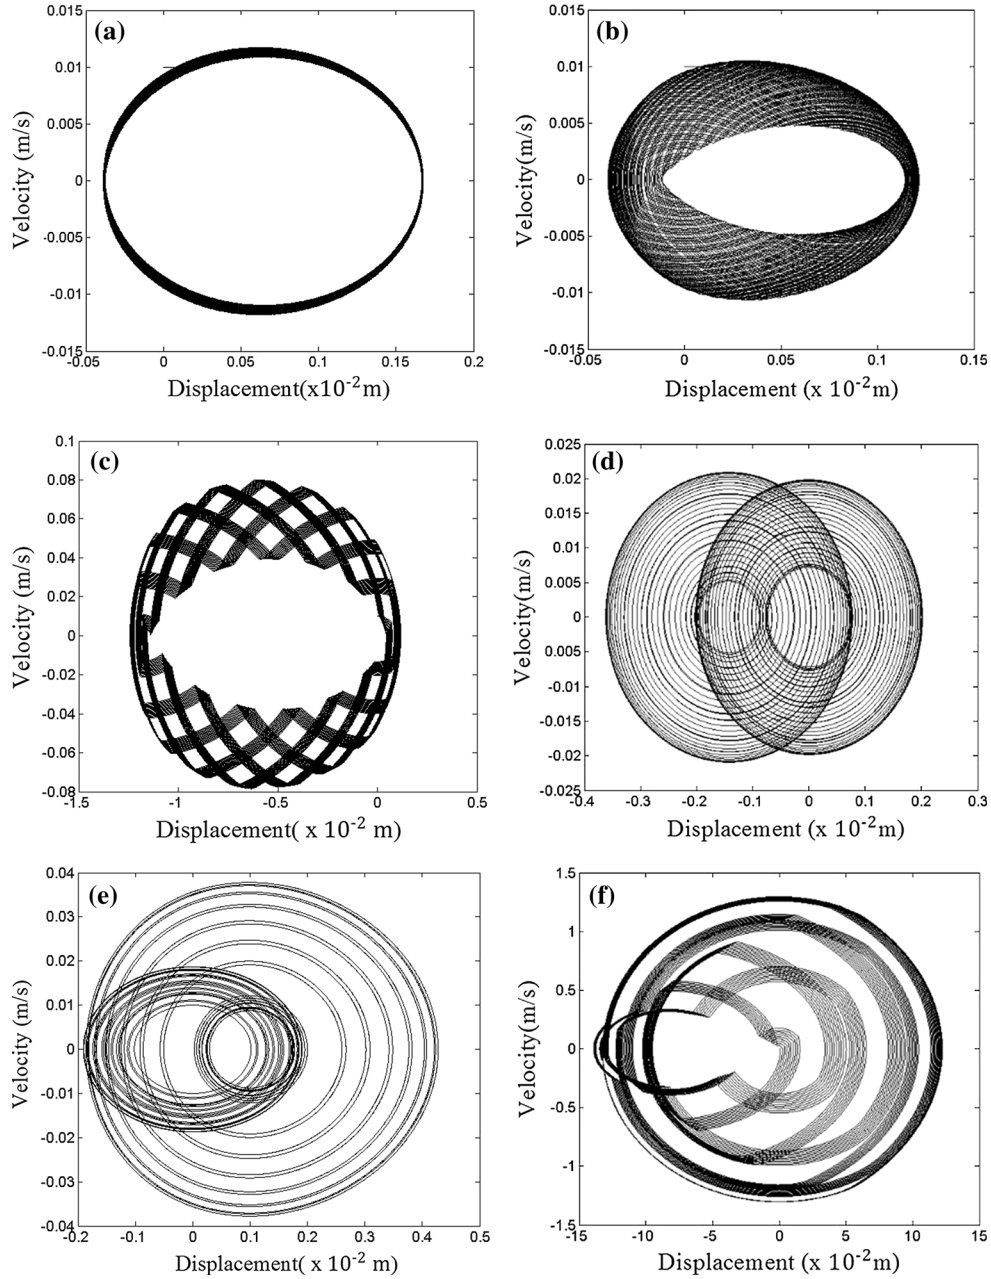 (a)
0.015
0.01
0.005
0
-0.005
-0.01
-0.015
-0.05 0 0.05 0.1 0.15 0.2
Velocity (m/s)
Displacement(x10⁻² m)
(b)
0.015
0.01
0.005
0
-0.005
-0.01
-0.015
-0.05 0 0.05 0.1 0.15
Velocity(m/s)
Displacement (x 10⁻² m)
(c)
0.1
0.08
0.06
0.04
0.02
0
-0.02
-0.04
-0.06
-0.08
-1.5 -1 -0.5 0 0.5
Velocity (m/s)
Displacement( x 10⁻² m)
(d)
0.025
0.02
0.015
0.01
0.005
0
-0.005
-0.01
-0.015
-0.02
-0.025
-0.4 -0.3 -0.2 -0.1 0 0.1 0.2 0.3
Velocity(m/s)
Displacement (x 10⁻²m)
(e)
0.04
0.03
0.02
0.01
0
-0.01
-0.02
-0.03
-0.04
-0.2 -0.1 0 0.1 0.2 0.3 0.4 0.5
Velocity (m/s)
Displacement( x 10⁻² m)
(f)
1.5
1
0.5
0
-0.5
-1
-1.5
-15 -10 -5 0 5 10 15
Velocity(m/s)
Displacement (x 10⁻²m)